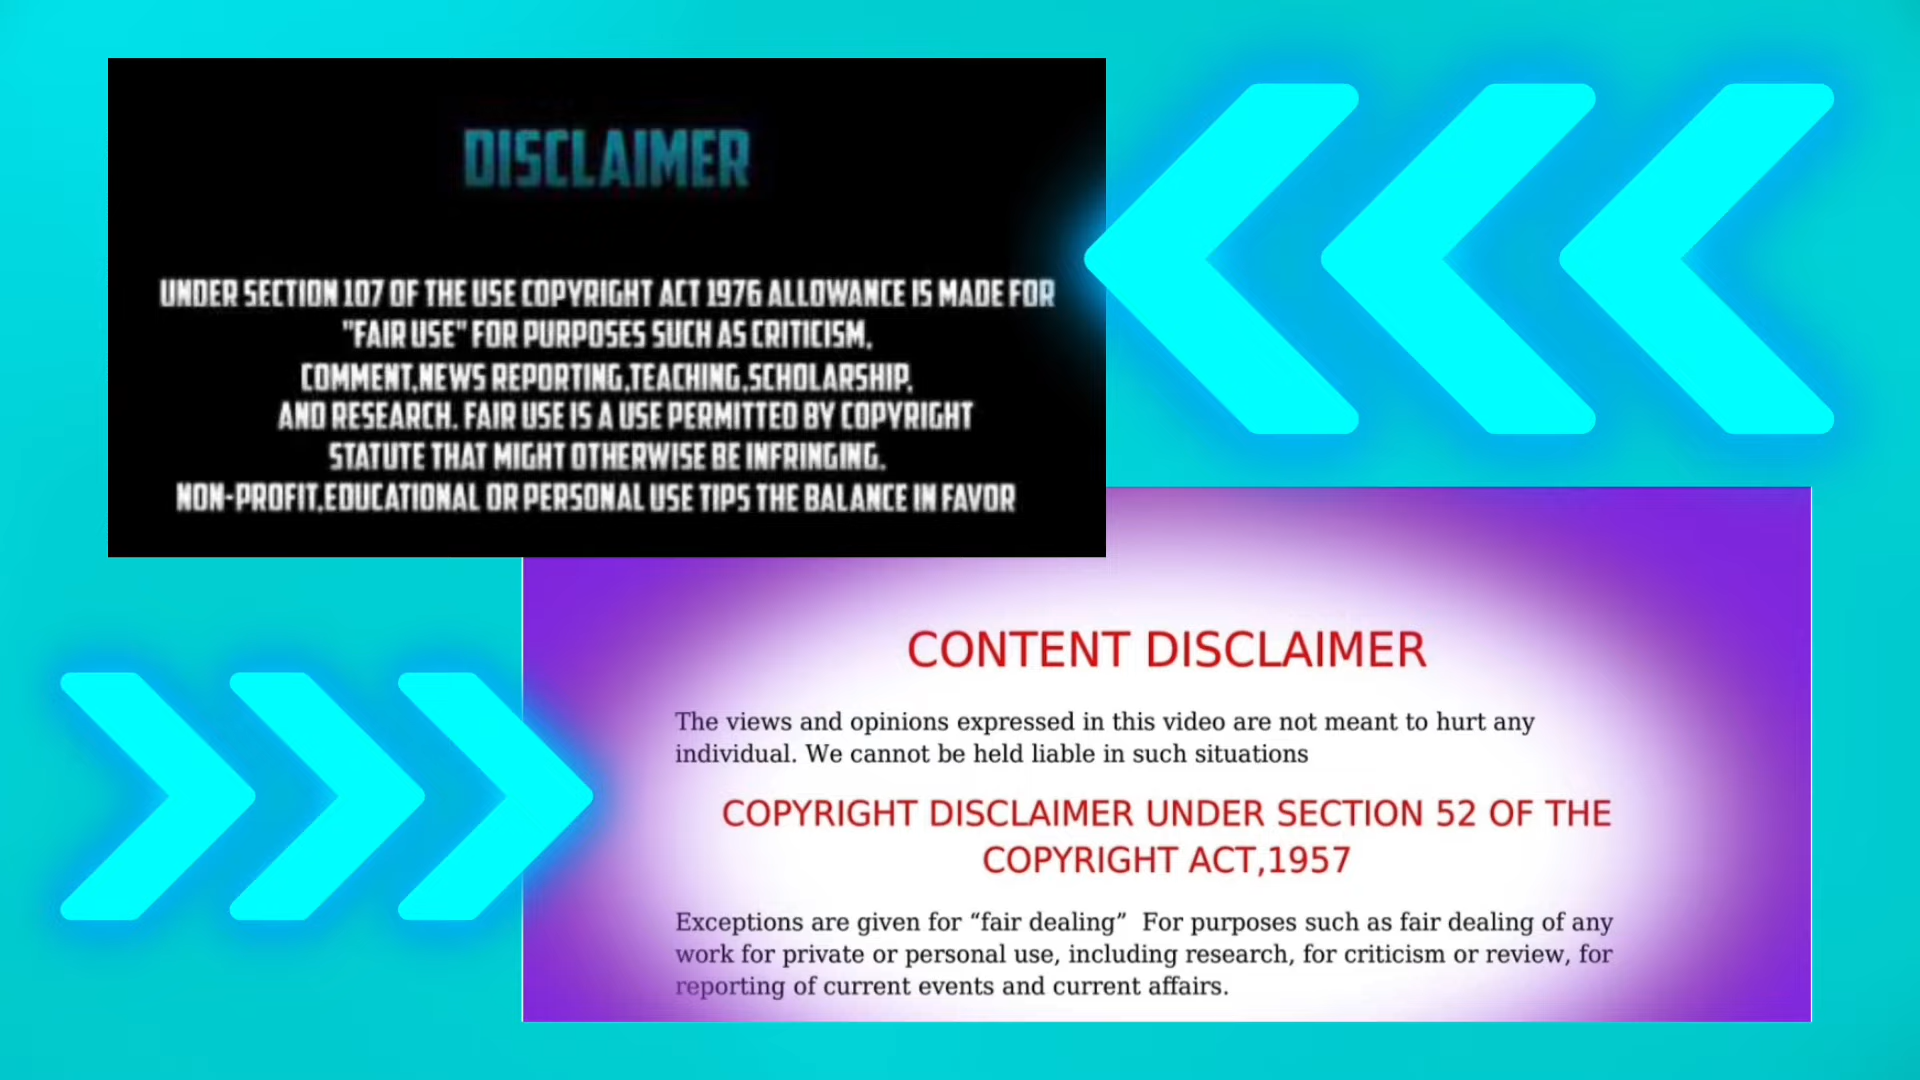 DISCLAIMER
UNDER SECTION 107 OF THE USE COPYRIGHT ACT 1976 ALLOWANCE IS MADE FOR
"FAIR USE" FOR PURPOSES SUCH AS CRITICISM,
COMMENT,NEWS REPORTING,TEACHING,SCHOLARSHIP,
AND RESEARCH. FAIR USE IS A USE PERMITTED BY COPYRIGHT
STATUTE THAT MIGHT OTHERWISE BE INFRINGING.
NON-PROFIT,EDUCATIONAL OR PERSONAL USE TIPS THE BALANCE IN FAVOR
CONTENT DISCLAIMER
The views and opinions expressed in this video are not meant to hurt any
individual. We cannot be held liable in such situations
COPYRIGHT DISCLAIMER UNDER SECTION 52 OF THE
COPYRIGHT ACT,1957
Exceptions are given for “fair dealing”  For purposes such as fair dealing of any
work for private or personal use, including research, for criticism or review, for
reporting of current events and current affairs.